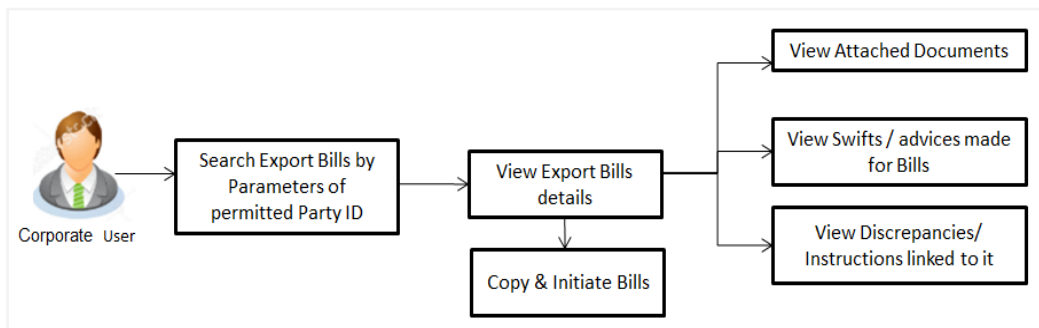 Corporate User
Search Export Bills by
Parameters of
permitted Party ID
View Export Bills
details
Copy & Initiate Bills
View Attached Documents
View Swifts / advices made
for Bills
View Discrepancies/
Instructions linked to it